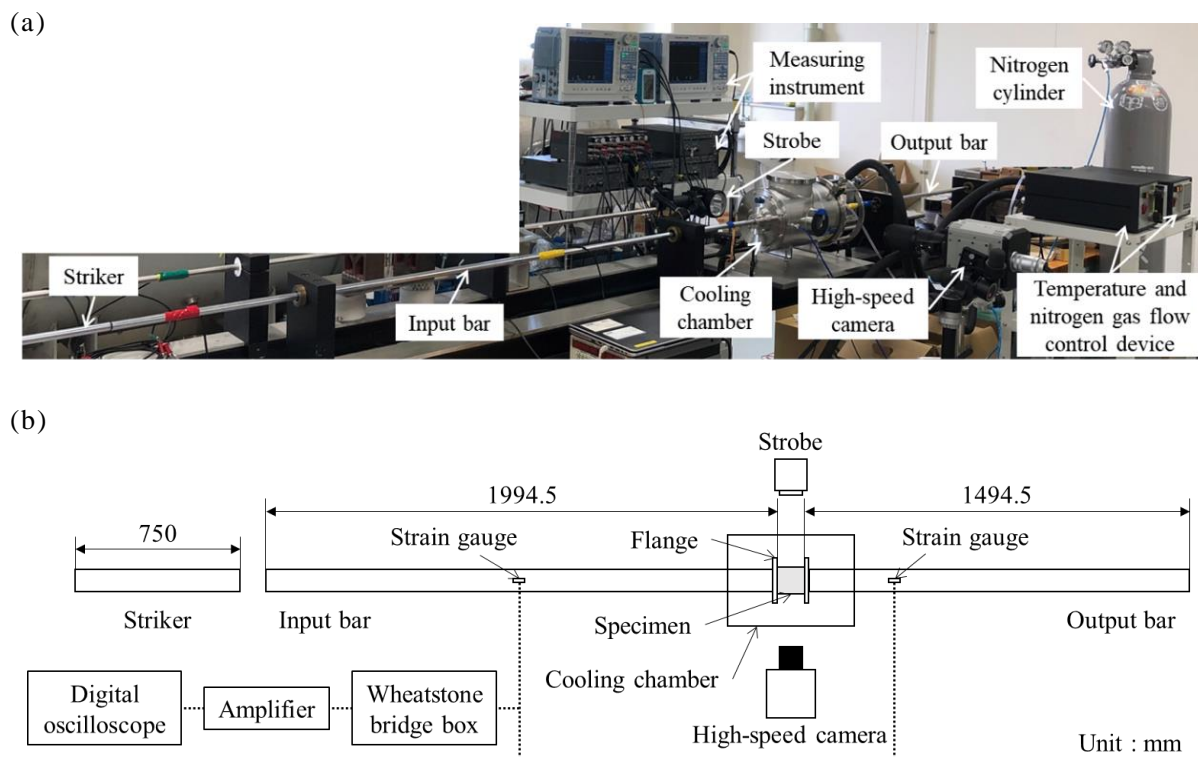 (a)
Measuring
instrument
Nitrogen
cylinder
Strobe
Output bar
Striker
Input bar
Cooling
chamber
High-speed
camera
Temperature and
nitrogen gas flow
control device
(b)
Strobe
1994.5
1494.5
750
Strain gauge
Flange
Strain gauge
Striker
Input bar
Specimen
Output bar
Cooling chamber
Digital
oscilloscope
Amplifier
Wheatstone
bridge box
High-speed camera
Unit : mm